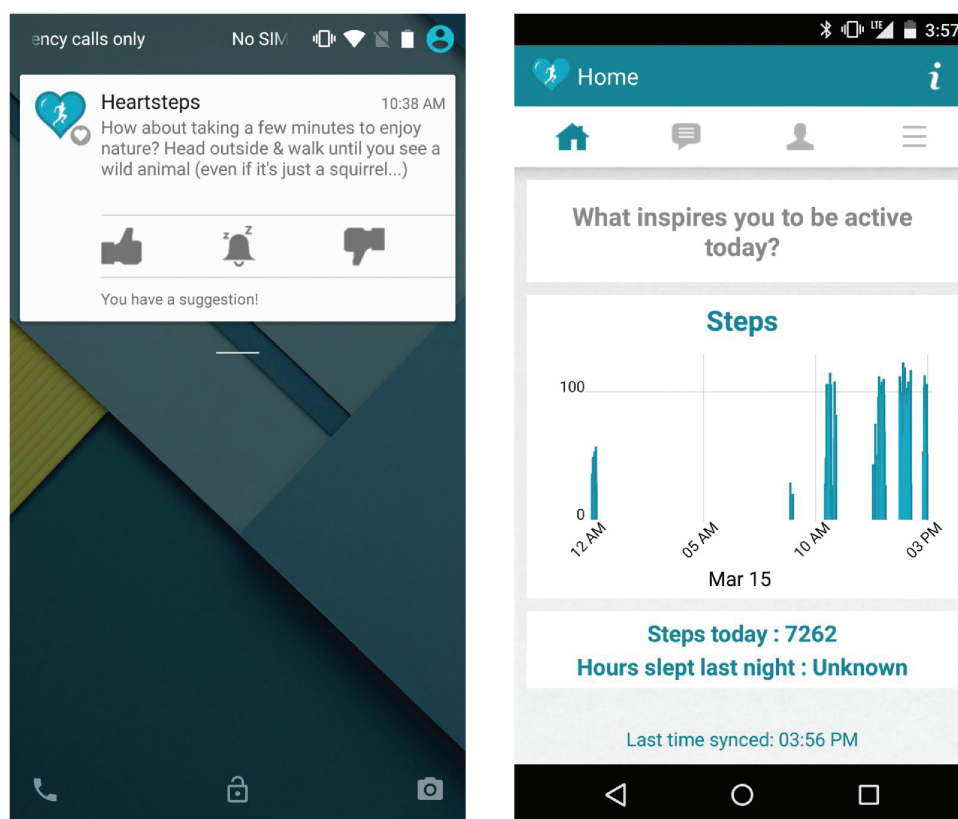 ency calls only No SIM
Heartsteps 10:38 AM
How about taking a few minutes to enjoy
nature? Head outside & walk until you see a
wild animal (even if it's just a squirrel...)
z Z
You have a suggestion!
LTE 3:57
Home i
What inspires you to be active
today?
Steps
100
0
12 AM 05 AM 10 AM 03 PM
Mar 15
Steps today : 7262
Hours slept last night : Unknown
Last time synced: 03:56 PM